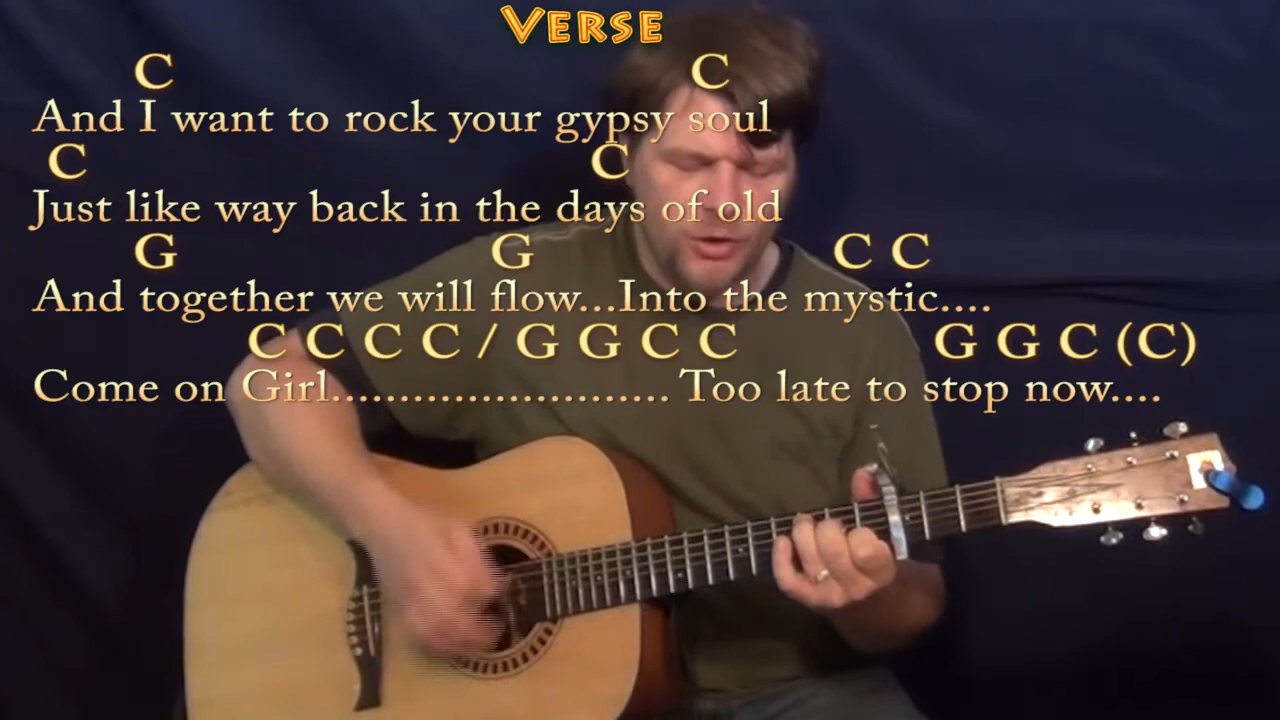 VERSE
C C
And I want to rock your gypsy soul
C C
Just like way back in the days of old
G G C C
And together we will flow...Into the mystic....
C C C C / G G C C G G C (C)
Come on Girl......................... Too late to stop now....